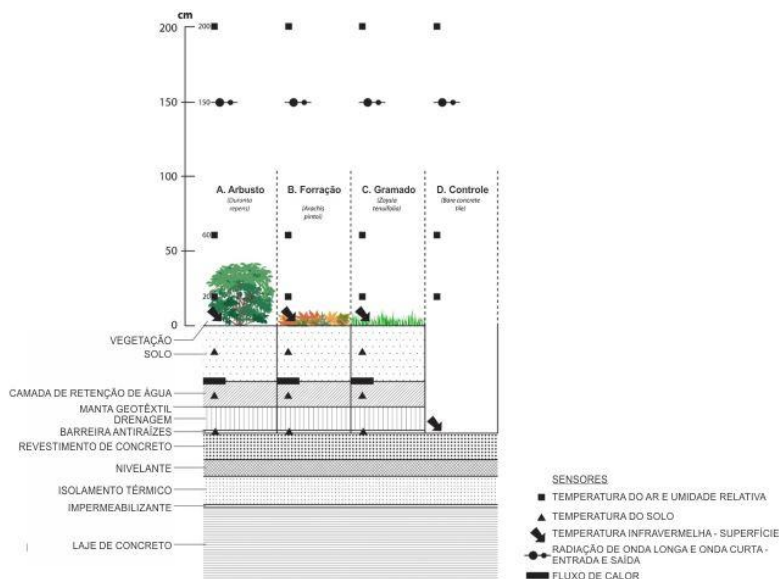 cm
200
200
150
150
100
A. Arbusto
(Duranta
repens)
B. Forração
(Arachis
pintoi)
C. Gramado
(Zoysia
tenuifolia)
D. Controle
(Bare concrete
tile)
60
50
20
0
VEGETAÇÃO
SOLO
CAMADA DE RETENÇÃO DE ÁGUA
MANTA GEOTÊXTIL
DRENAGEM
BARREIRA ANTIRAÍZES
REVESTIMENTO DE CONCRETO
NIVELANTE
ISOLAMENTO TÉRMICO
IMPERMEABILIZANTE
LAJE DE CONCRETO
SENSORES
TEMPERATURA DO AR E UMIDADE RELATIVA
TEMPERATURA DO SOLO
TEMPERATURA INFRAVERMELHA - SUPERFÍCIE
RADIAÇÃO DE ONDA LONGA E ONDA CURTA -
ENTRADA E SAÍDA
FLUXO DE CALOR